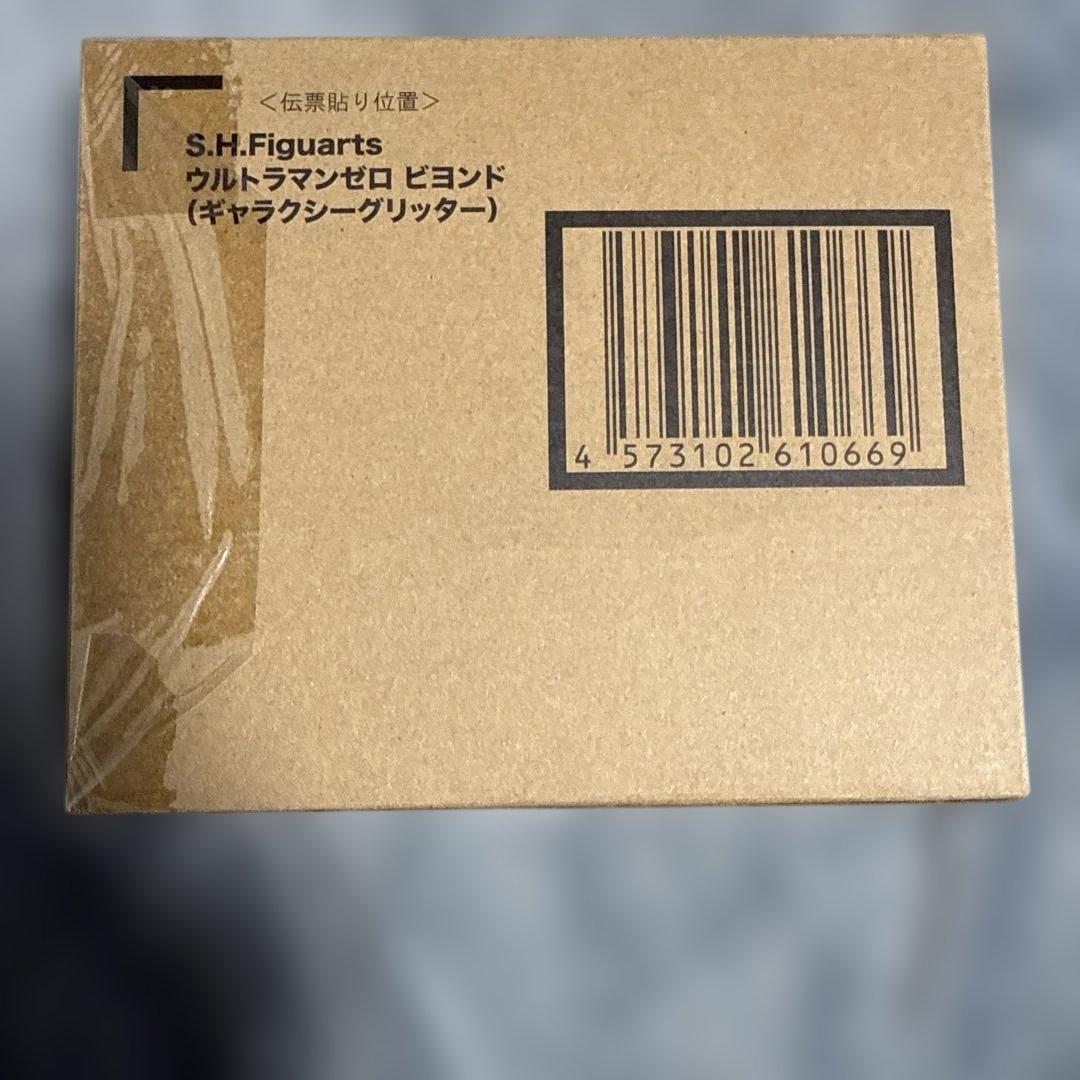 ＜伝票貼り位置＞
S.H.Figuarts
ウルトラマンゼロ ビヨンド
（ギャラクシーグリッター）
4 573102 610669